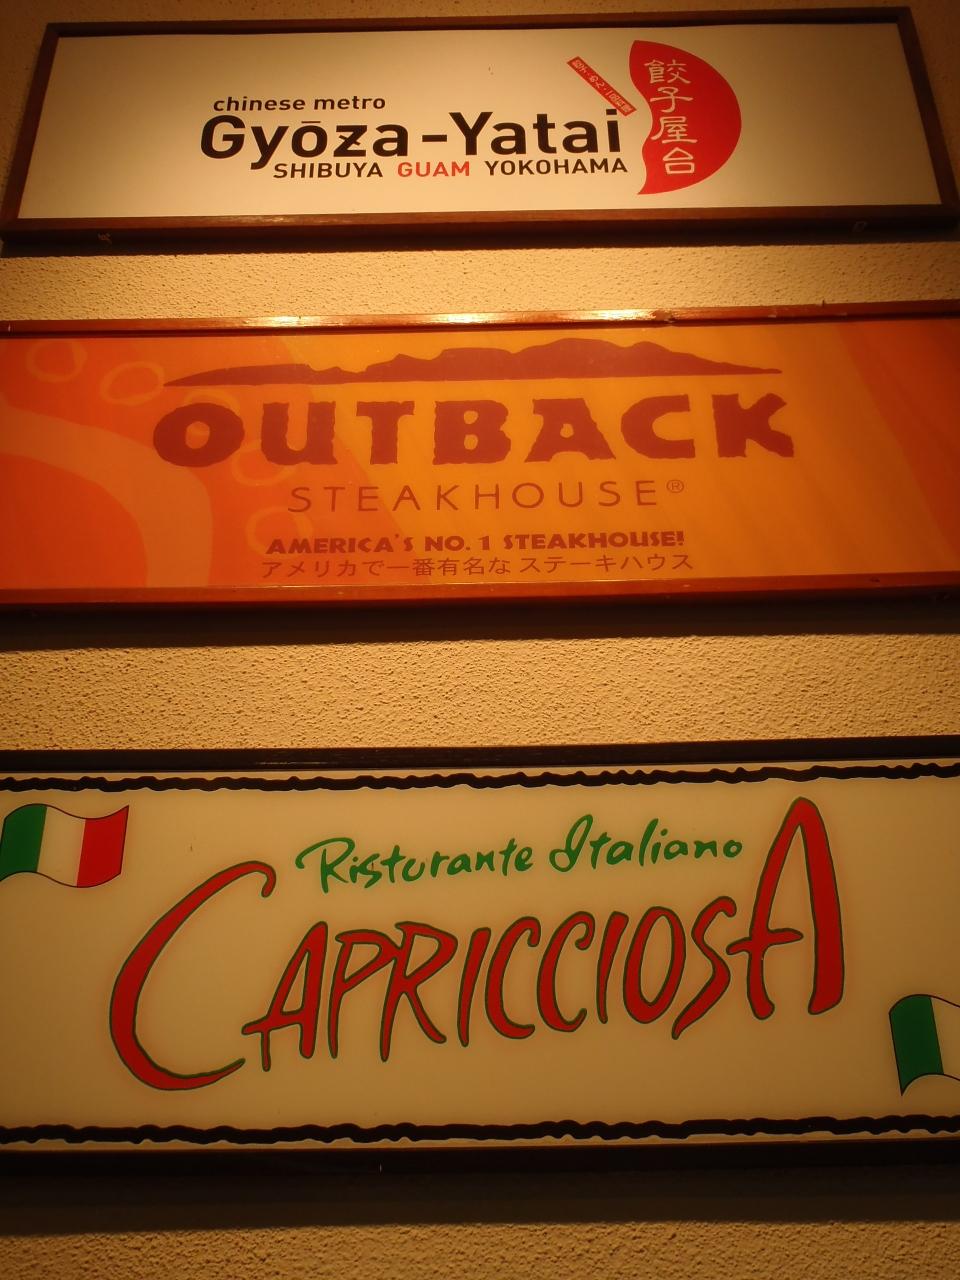 chinese metro
Gyōza-Yatai
SHIBUYA GUAM YOKOHAMA
餃子屋台
OUTBACK
STEAKHOUSE®
AMERICA'S NO. 1 STEAKHOUSE!
アメリカで一番有名な ステーキハウス
Risturante Italiano
CAPRICCIOSA